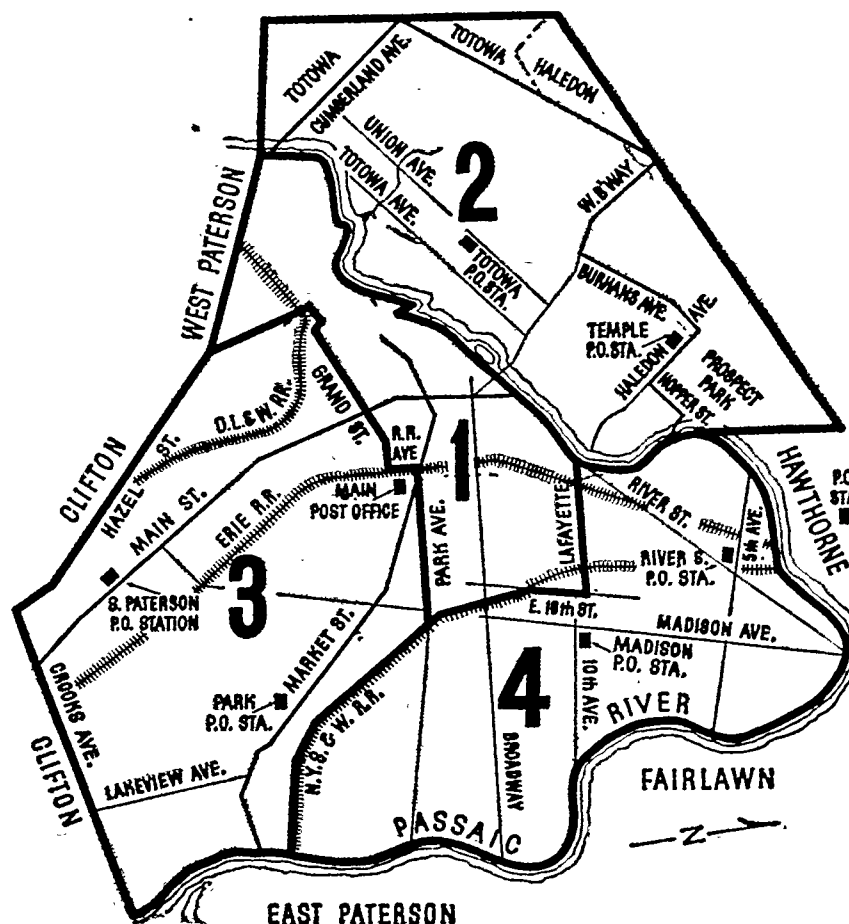 TOTOWA
CUMBERLAND AVE.
TOTOWA
HALEDON
UNION AVE.
TOTOWA AVE.
2
W. B'WAY
TOTOWA
P.O. STA.
BURHANS AVE.
AVE
TEMPLE
P.O. STA.
HALEDON
PROSPECT
PARK
HOPPER ST.
WEST PATERSON
D.L. & W. RR.
GRAND ST.
R.R.
AVE
1
CLIFTON
HAZEL ST.
MAIN ST.
ERIE R.R.
MAIN
POST OFFICE
PARK AVE.
LAFAYETTE
RIVER ST.
HAWTHORNE
P.O.
STA
5th AVE.
RIVER S.
P.O. STA.
3
S. PATERSON
P.O. STATION
E. 18th ST.
MADISON AVE.
MADISON
P.O. STA.
MARKET ST.
PARK
P.O. STA.
4
10th AVE.
RIVER
CROOKS AVE.
CLIFTON
LAKEVIEW AVE.
N.Y.S. & W. R.R.
BROADWAY
FAIRLAWN
PASSAIC
N
EAST PATERSON